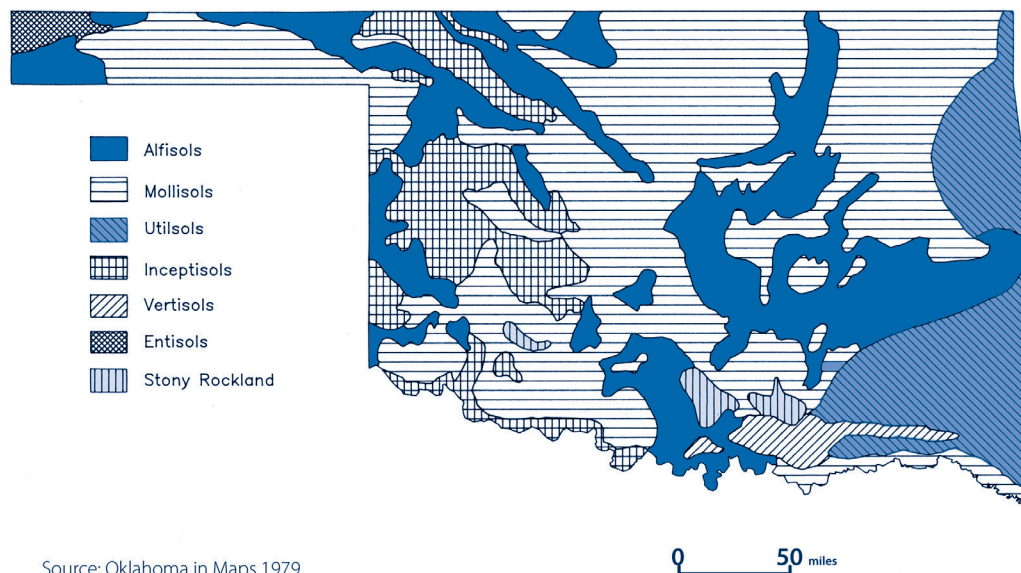 Alfisols
Mollisols
Utilsols
Inceptisols
Vertisols
Entisols
Stony Rockland
Source: Oklahoma in Maps 1979
0 50 miles